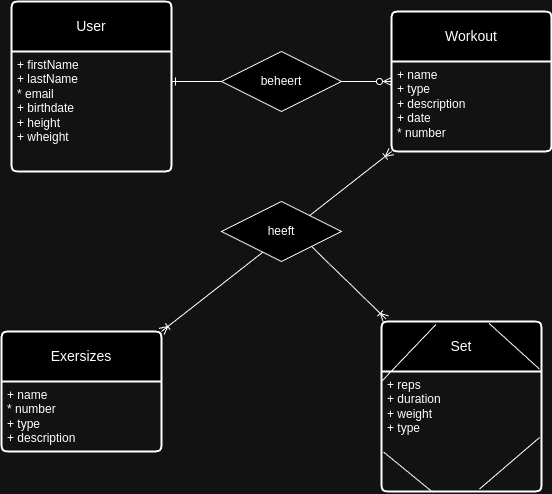 User
+ firstName
+ lastName
* email
+ birthdate
+ height
+ wheight
beheert
Workout
+ name
+ type
+ description
+ date
* number
heeft
Exersizes
+ name
* number
+ type
+ description
Set
+ reps
+ duration
+ weight
+ type